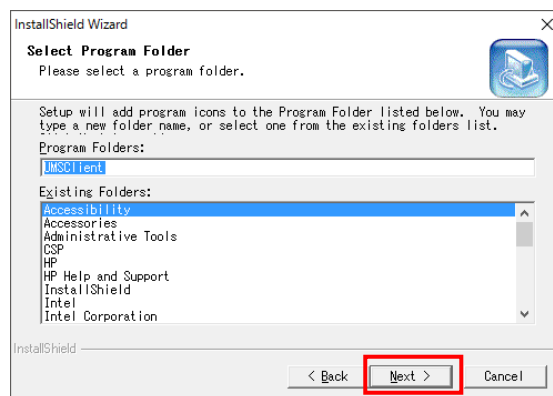 InstallShield Wizard
Select Program Folder
Please select a program folder.
Setup will add program icons to the Program Folder listed below. You may
type a new folder name, or select one from the existing folders list.
Program Folders:
UMSClient
Existing Folders:
Accessibility
Accessories
Administrative Tools
CSP
HP
HP Help and Support
InstallShield
Intel
Intel Corporation
InstallShield
< Back
Next >
Cancel